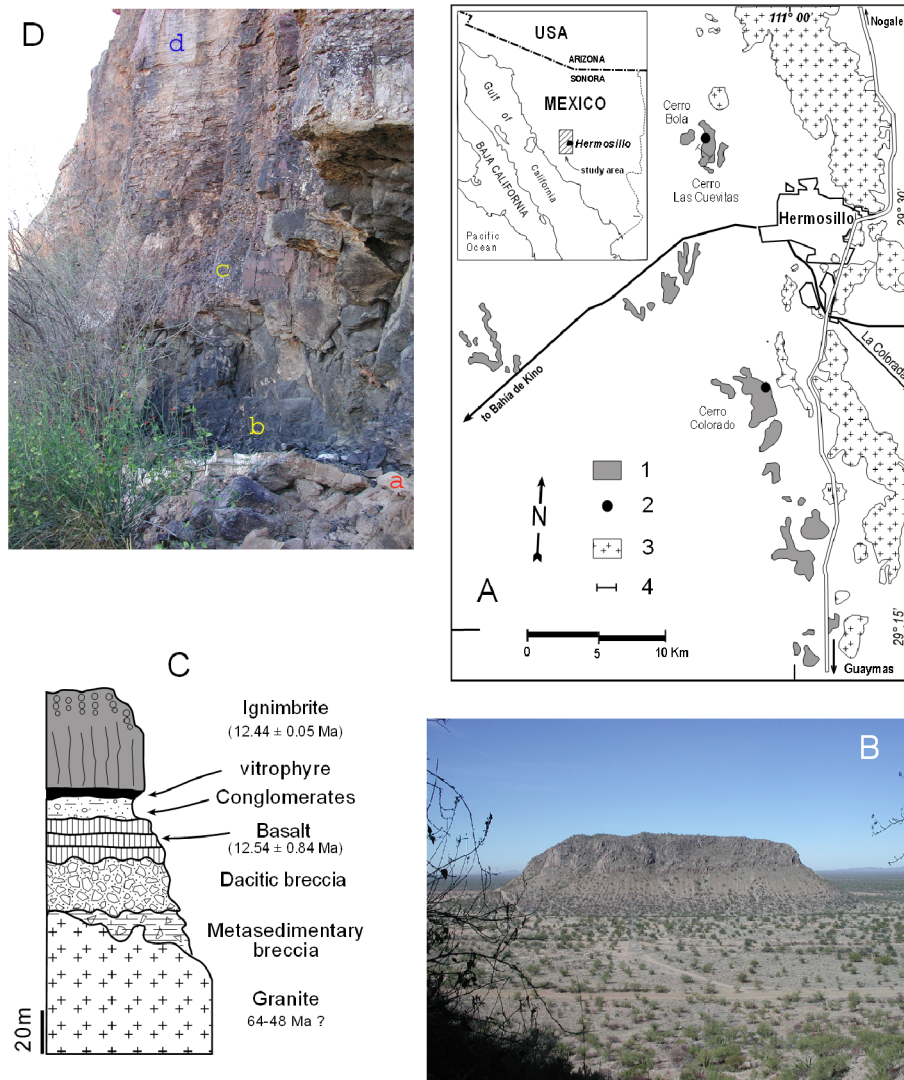 D
d
c
b
a
111° 00'
Nogale
USA
ARIZONA
SONORA
MEXICO
Gulf of
California
BAJA CALIFORNIA
Hermosillo
study area
Pacific
Ocean
Cerro
Bola
Cerro
Las Cuevitas
Hermosillo
29° 30'
La Colorada
to Bahía de Kino
Cerro
Colorado
1
2
3
4
N
A
0 5 10 Km
29° 15'
Guaymas
C
Ignimbrite
(12.44 ± 0.05 Ma)
vitrophyre
Conglomerates
Basalt
(12.54 ± 0.84 Ma)
Dacitic breccia
Metasedimentary
breccia
Granite
64-48 Ma ?
20m
B